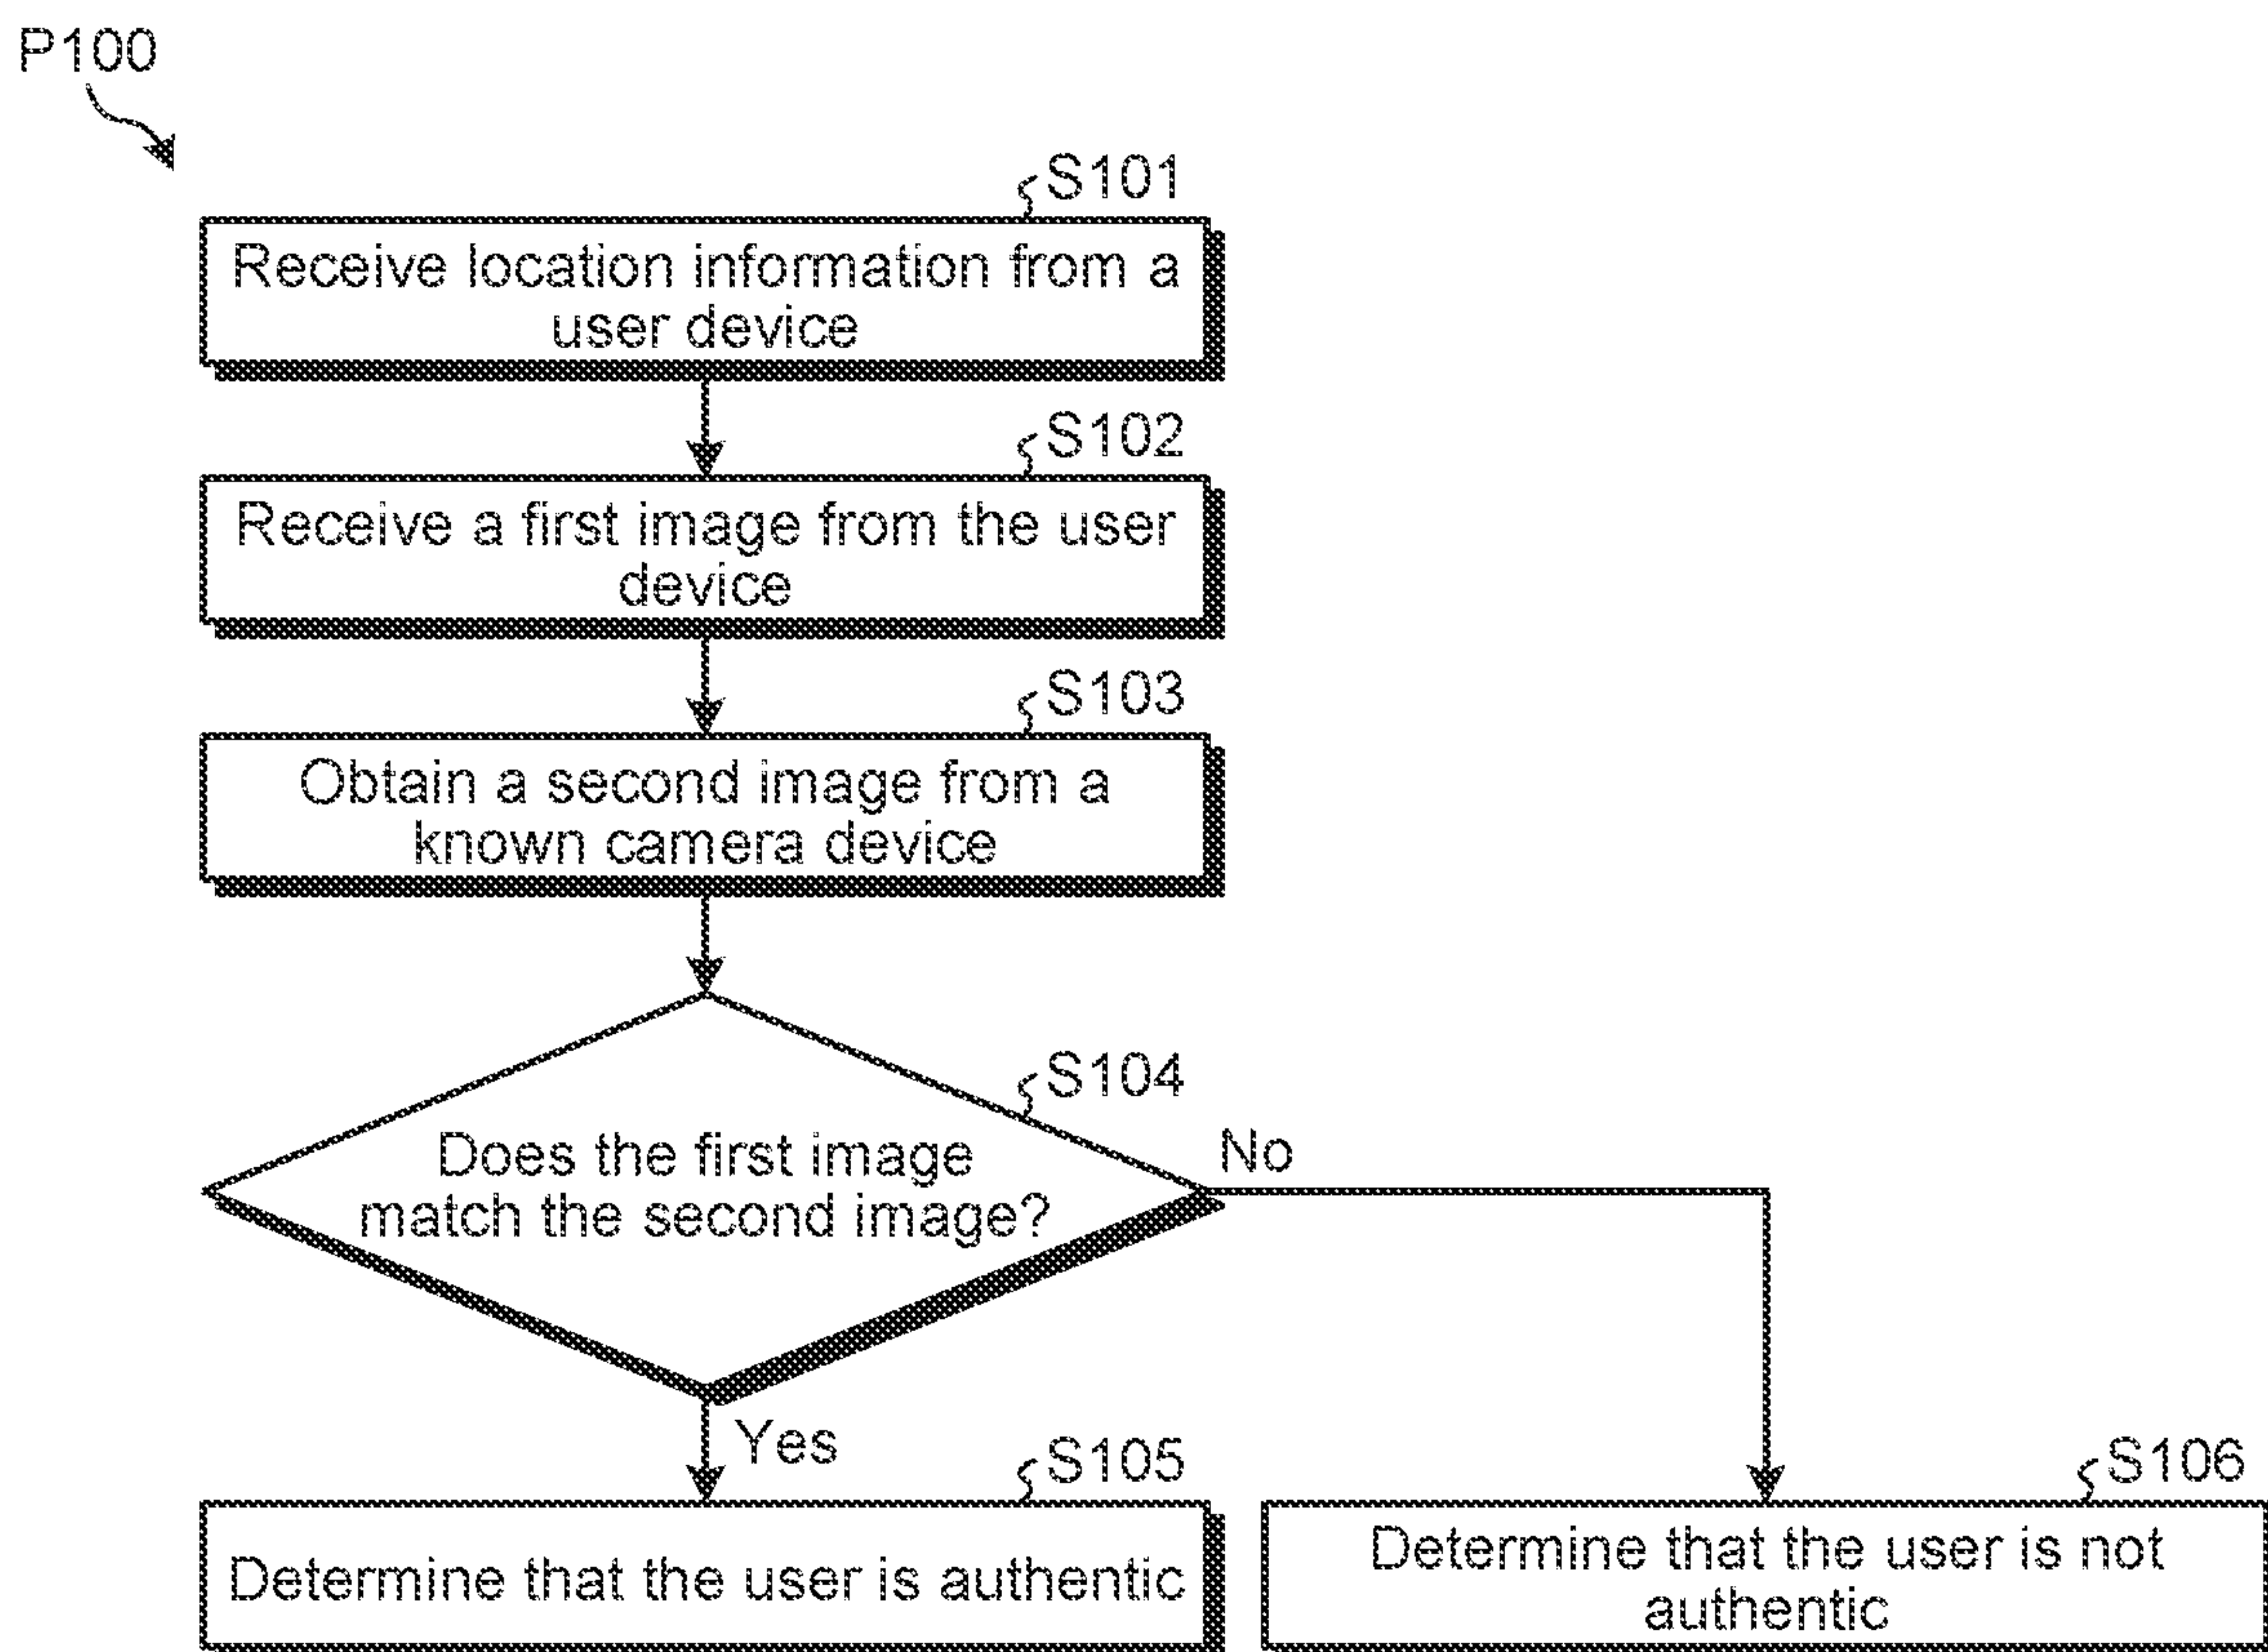 P100
S101
Receive location information from a
user device
S102
Receive a first image from the user
device
S103
Obtain a second image from a
known camera device
S104
Does the first image
match the second image?
No
Yes
S105
Determine that the user is authentic
S106
Determine that the user is not
authentic